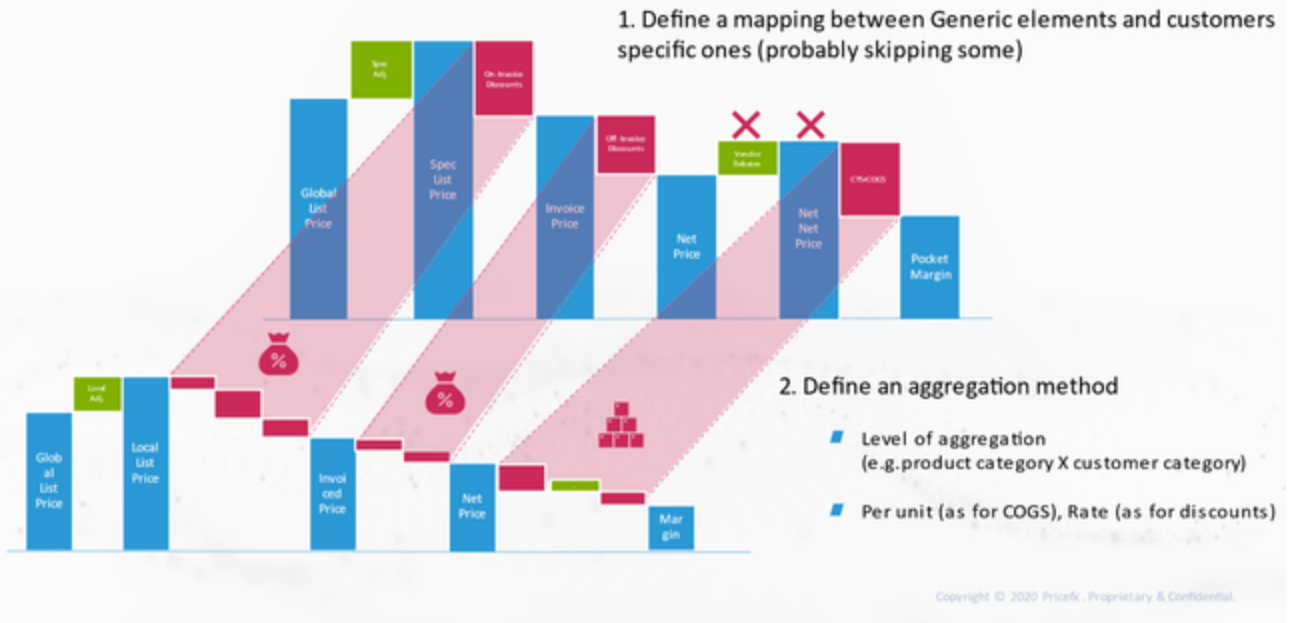 1. Define a mapping between Generic elements and customers
specific ones (probably skipping some)
Spec
Adj.
On-Invoice
Discounts
Global
List
Price
Spec
List
Price
Off-Invoice
Discounts
Invoice
Price
Net
Price
Vendor
Rebates
Net
Net
Price
CTS+COGS
Pocket
Margin
%
%
Local
Adj.
Glob
al
List
Price
Local
List
Price
Invoi
ced
Price
Net
Price
Mar
gin
2. Define an aggregation method
Level of aggregation
(e.g.product category X customer category)
Per unit (as for COGS), Rate (as for discounts)
Copyright © 2020 Pricefx. Proprietary & Confidential.